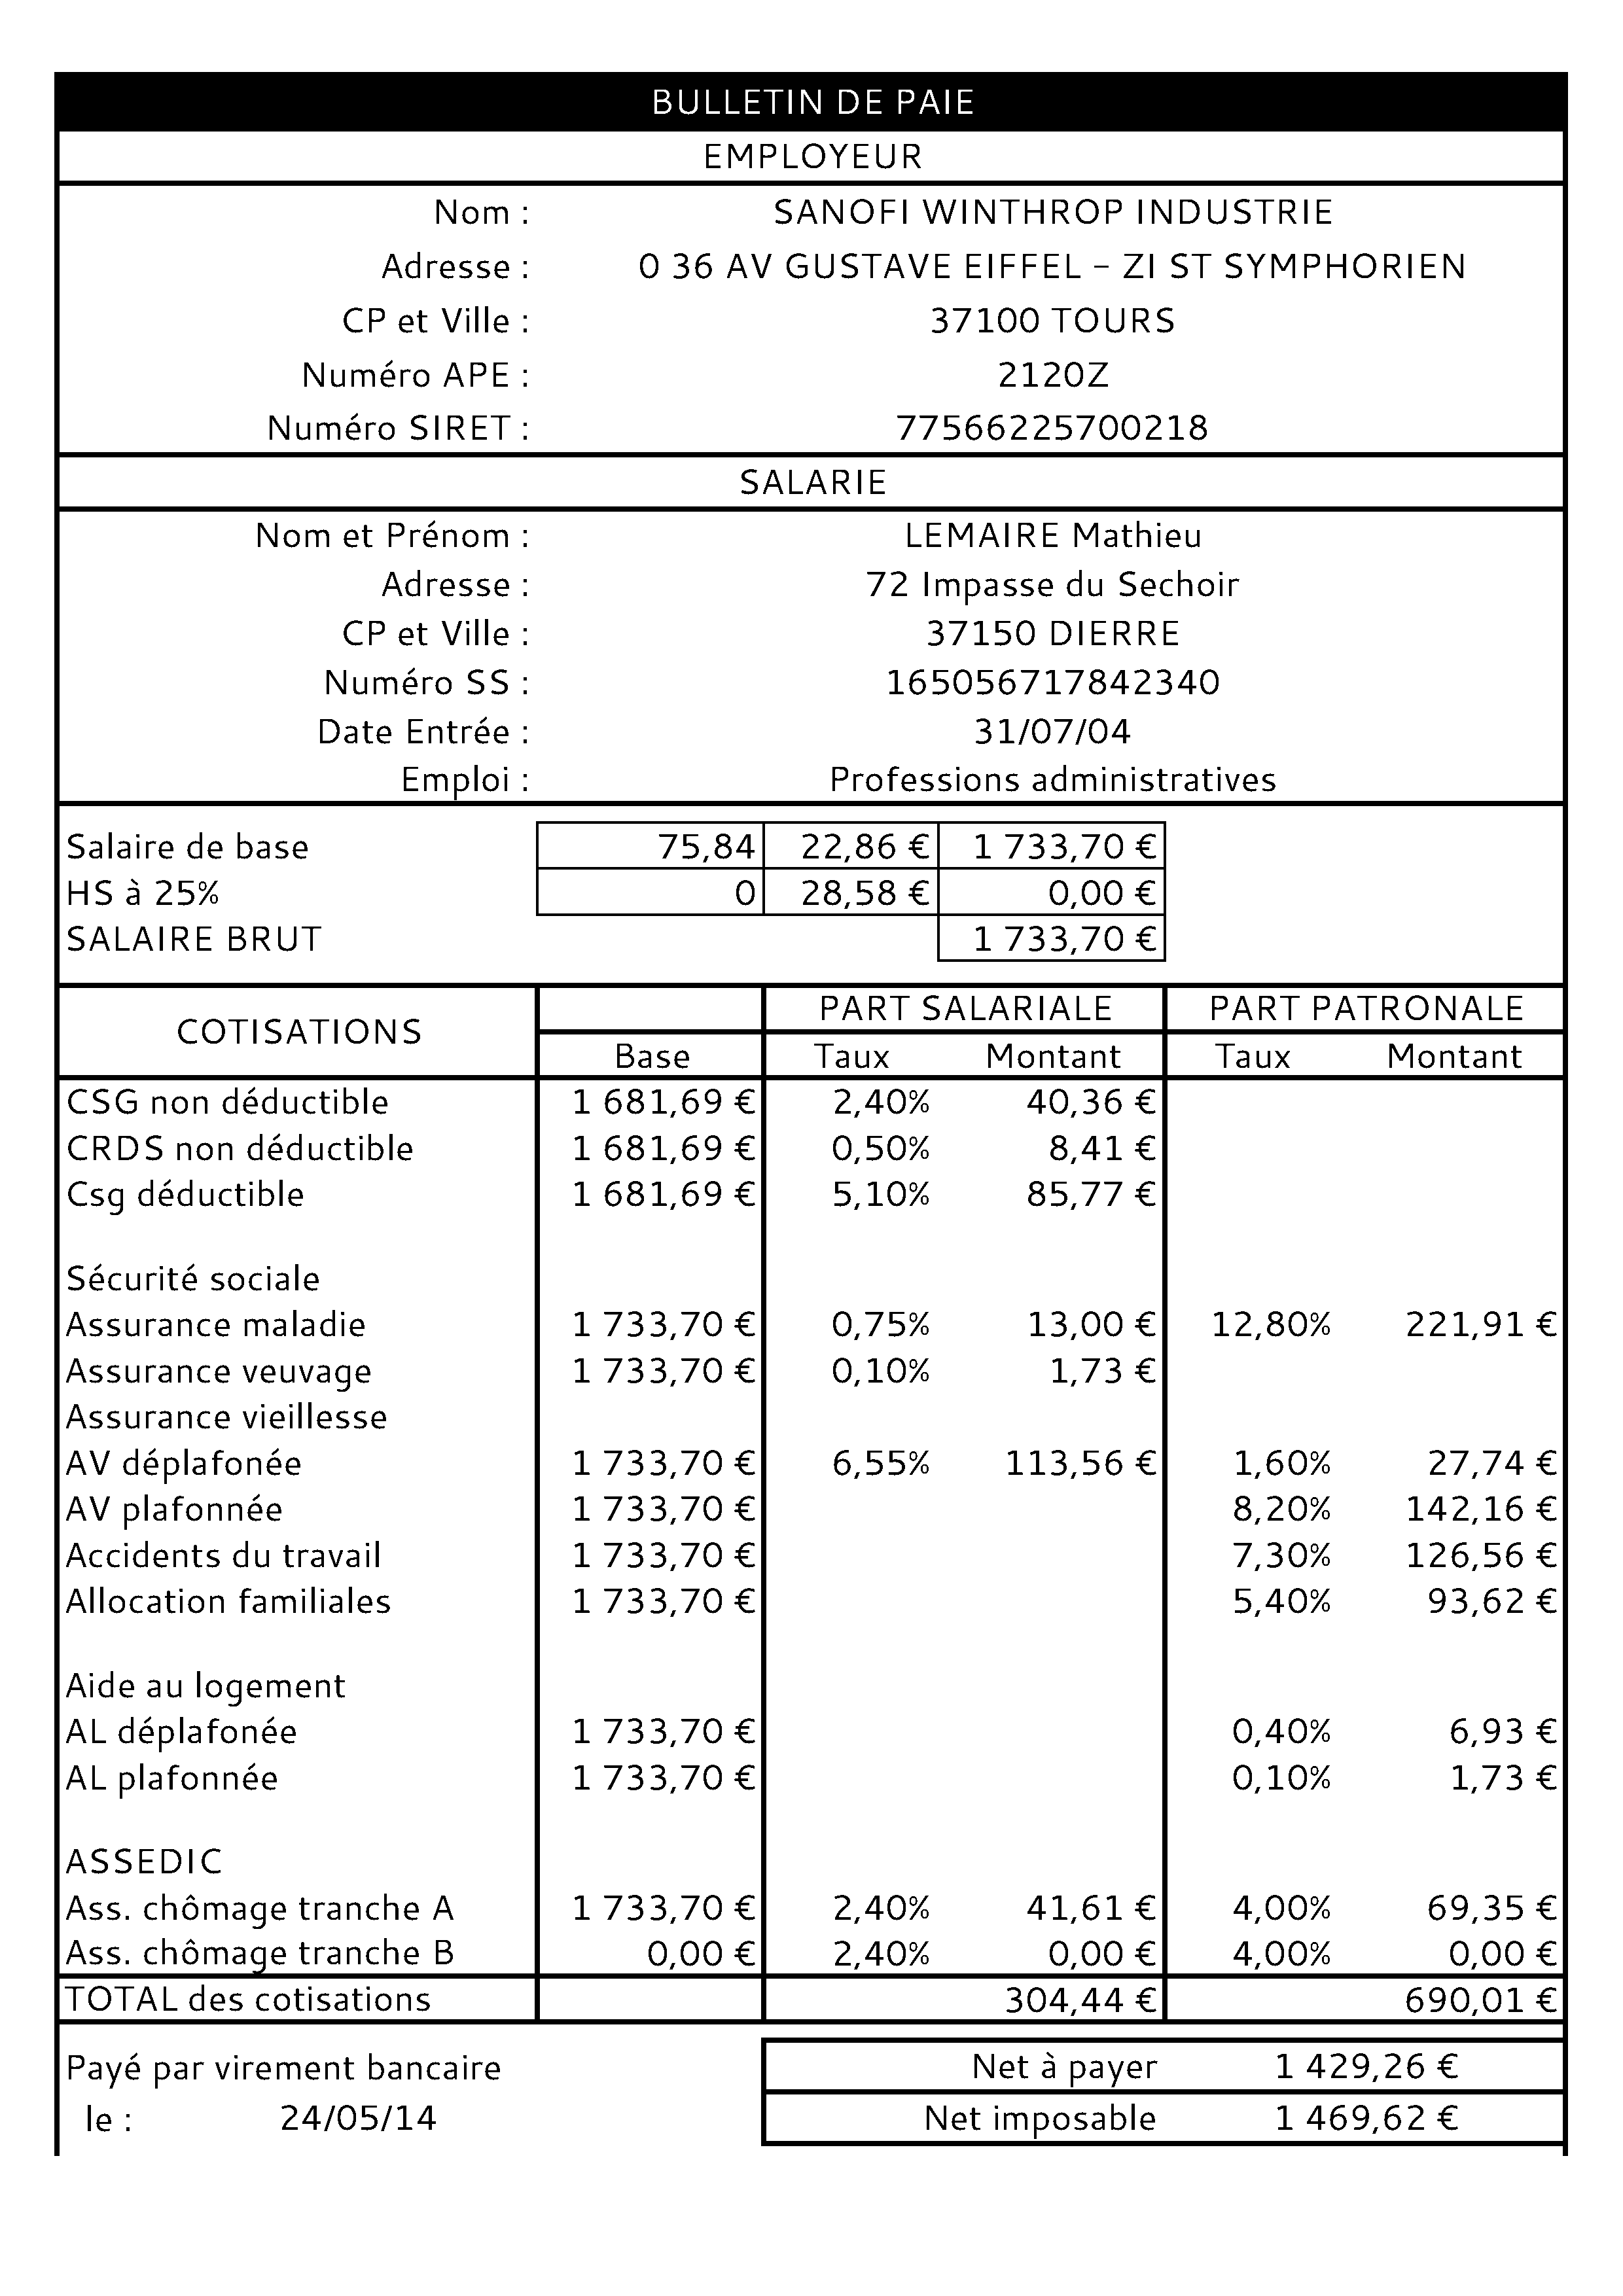 BULLETIN DE PAIE
EMPLOYEUR
Nom : SANOFI WINTHROP INDUSTRIE
Adresse : 0 36 AV GUSTAVE EIFFEL - ZI ST SYMPHORIEN
CP et Ville : 37100 TOURS
Numéro APE : 2120Z
Numéro SIRET : 77566225700218
SALARIE
Nom et Prénom : LEMAIRE Mathieu
Adresse : 72 Impasse du Sechoir
CP et Ville : 37150 DIERRE
Numéro SS : 165056717842340
Date Entrée : 31/07/04
Emploi : Professions administratives
Salaire de base 75,84 22,86 € 1 733,70 €
HS à 25% 0 28,58 € 0,00 €
SALAIRE BRUT 1 733,70 €
COTISATIONS PART SALARIALE PART PATRONALE
Base Taux Montant Taux Montant
CSG non déductible 1 681,69 € 2,40% 40,36 €
CRDS non déductible 1 681,69 € 0,50% 8,41 €
Csg déductible 1 681,69 € 5,10% 85,77 €
Sécurité sociale
Assurance maladie 1 733,70 € 0,75% 13,00 € 12,80% 221,91 €
Assurance veuvage 1 733,70 € 0,10% 1,73 €
Assurance vieillesse
AV déplafonée 1 733,70 € 6,55% 113,56 € 1,60% 27,74 €
AV plafonnée 1 733,70 € 8,20% 142,16 €
Accidents du travail 1 733,70 € 7,30% 126,56 €
Allocation familiales 1 733,70 € 5,40% 93,62 €
Aide au logement
AL déplafonée 1 733,70 € 0,40% 6,93 €
AL plafonnée 1 733,70 € 0,10% 1,73 €
ASSEDIC
Ass. chômage tranche A 1 733,70 € 2,40% 41,61 € 4,00% 69,35 €
Ass. chômage tranche B 0,00 € 2,40% 0,00 € 4,00% 0,00 €
TOTAL des cotisations 304,44 € 690,01 €
Payé par virement bancaire Net à payer 1 429,26 €
le : 24/05/14 Net imposable 1 469,62 €